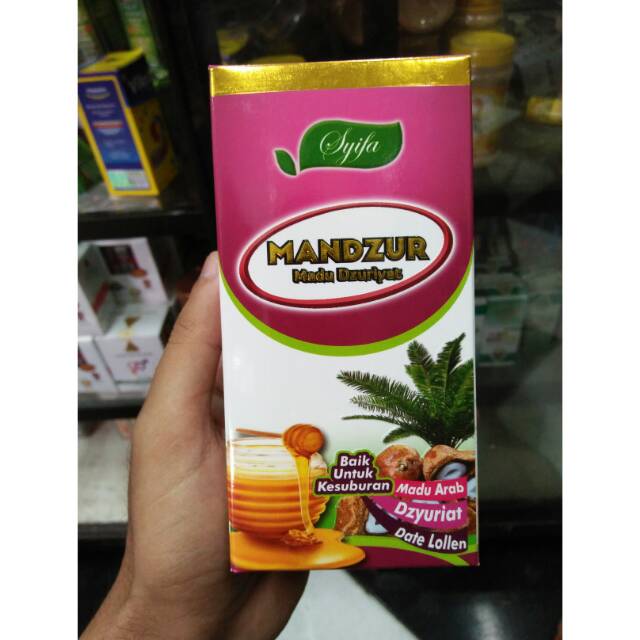 Syifa
MANDZUR
Madu Dzuriyat
Baik
Untuk
Kesuburan
Madu Arab
Dzyuriat
Date Lollen